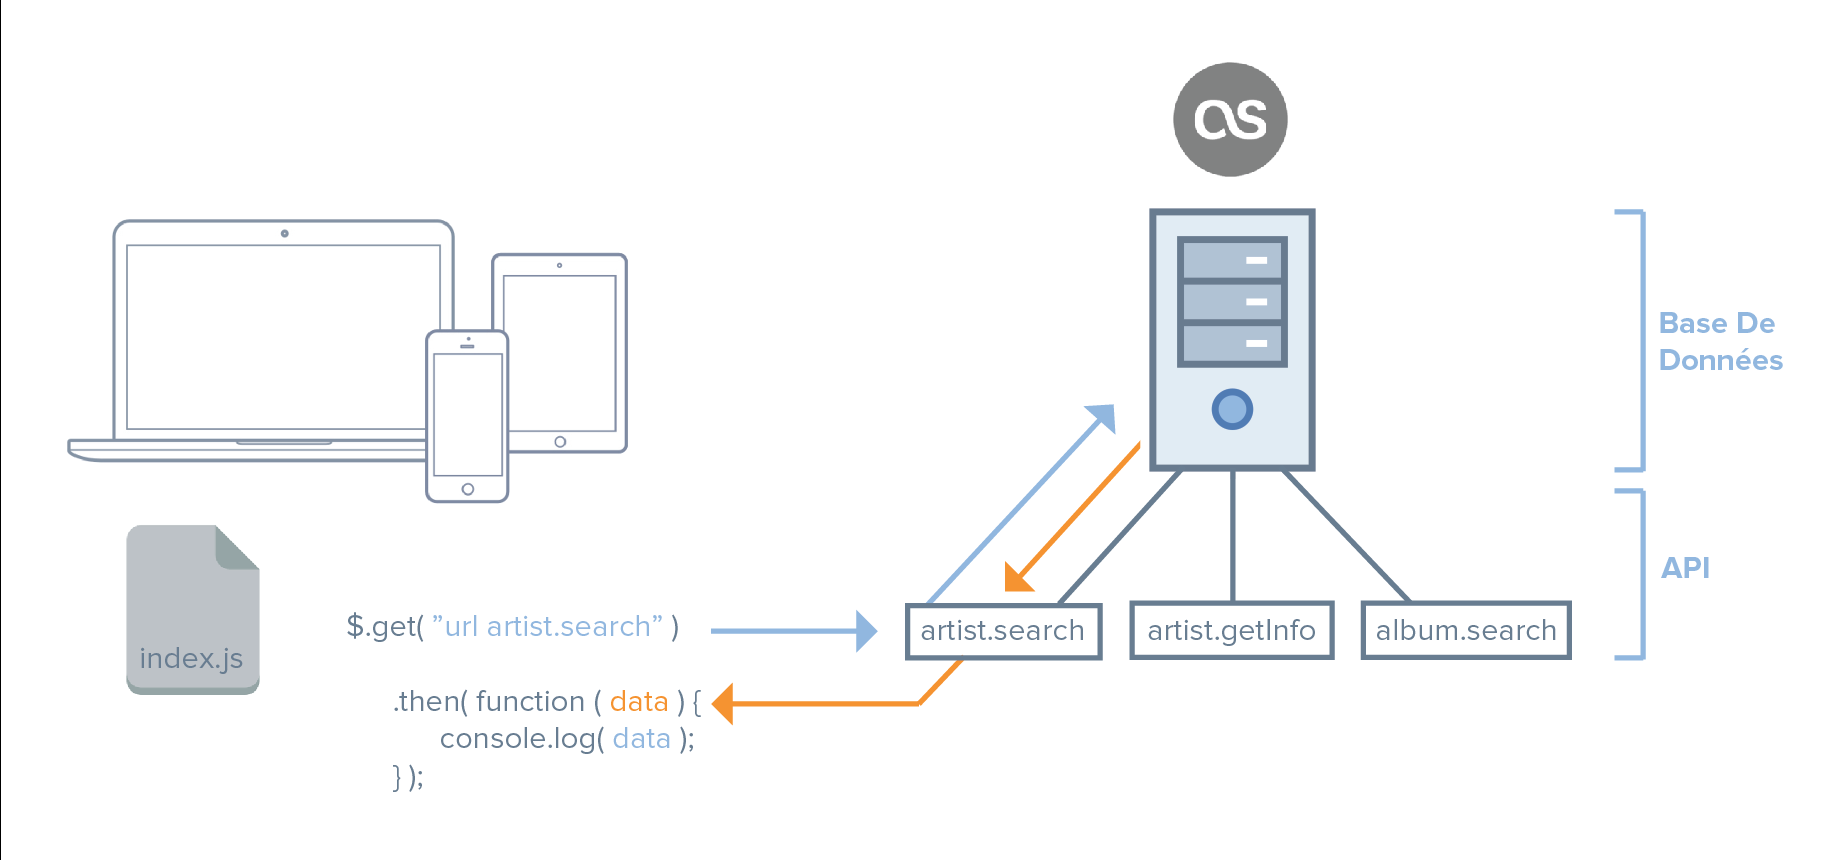 as
Base De
Données
API
index.js
$.get( ”url artist.search” )
artist.search
artist.getInfo
album.search
.then( function ( data ) {
console.log( data );
} );